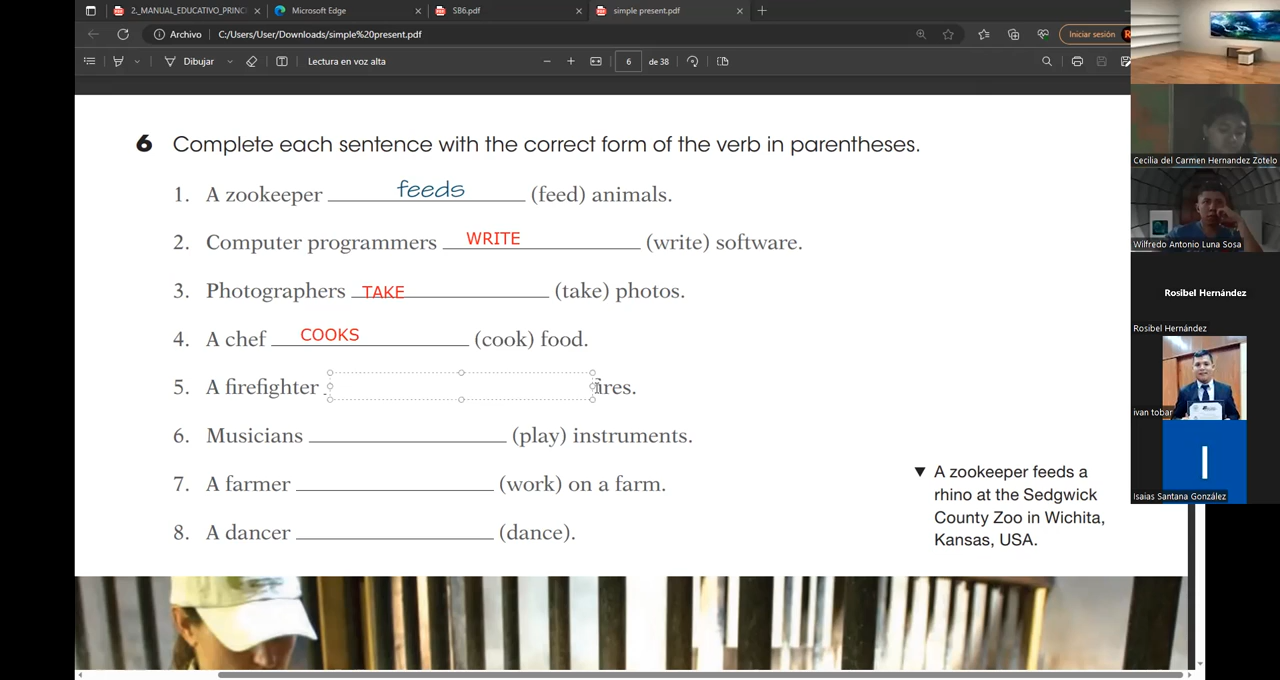 2._MANUAL_EDUCATIVO_PRINC
Microsoft Edge
SB6.pdf
simple present.pdf
Archivo
C:/Users/User/Downloads/simple%20present.pdf
Iniciar sesión
Dibujar
Lectura en voz alta
6
de 38
6 Complete each sentence with the correct form of the verb in parentheses.
1. A zookeeper feeds (feed) animals.
2. Computer programmers WRITE (write) software.
3. Photographers TAKE (take) photos.
4. A chef COOKS (cook) food.
5. A firefighter fires.
6. Musicians (play) instruments.
7. A farmer (work) on a farm.
8. A dancer (dance).
A zookeeper feeds a
rhino at the Sedgwick
County Zoo in Wichita,
Kansas, USA.
Cecilia del Carmen Hernandez Zotelo
Wilfredo Antonio Luna Sosa
Rosibel Hernández
Rosibel Hernández
ivan tobar
I
Isaias Santana González